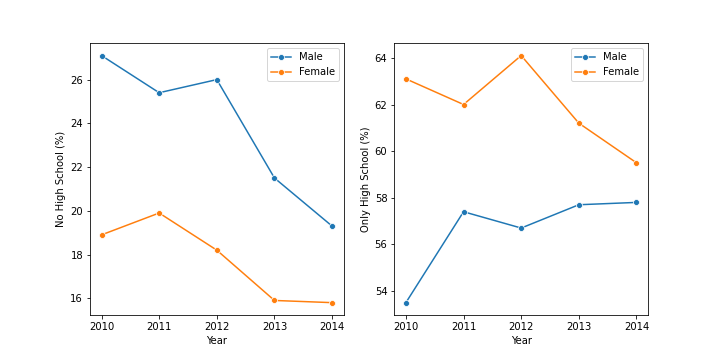 Male
Female
26
24
22
20
18
16
No High School (%)
2010 2011 2012 2013 2014
Year
Male
Female
64
62
60
58
56
54
Only High School (%)
2010 2011 2012 2013 2014
Year